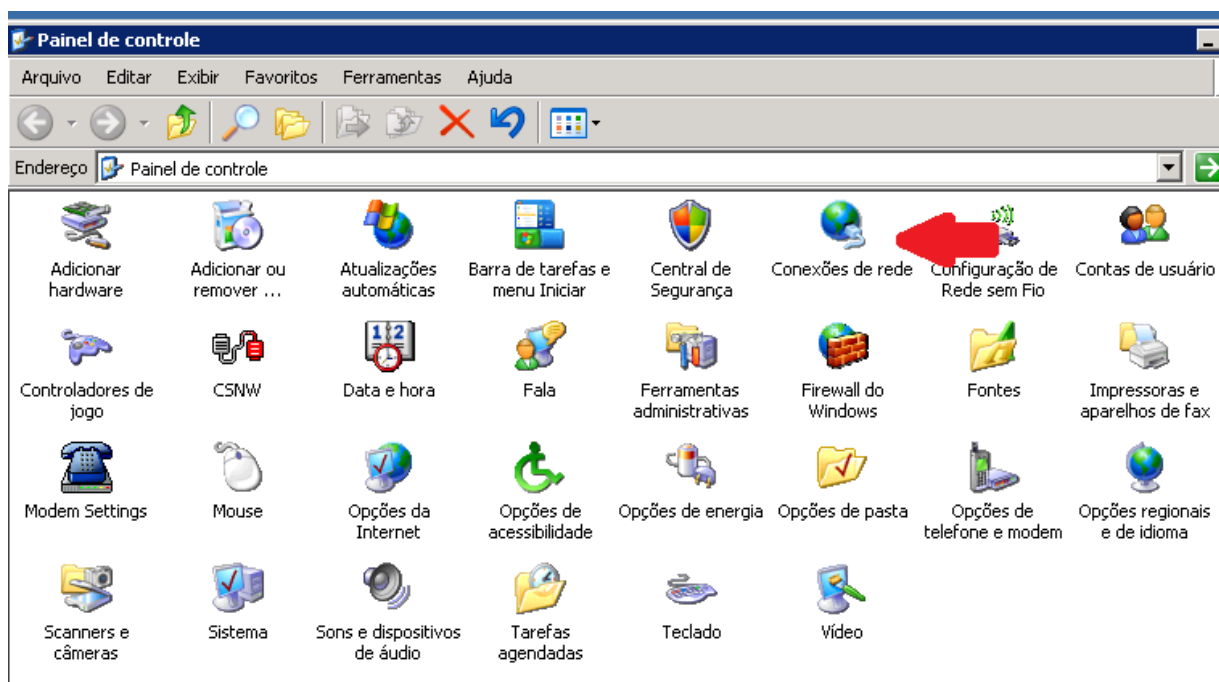 Painel de controle
Arquivo Editar Exibir Favoritos Ferramentas Ajuda
Endereço Painel de controle
Adicionar hardware
Adicionar ou remover ...
Atualizações automáticas
Barra de tarefas e menu Iniciar
Central de Segurança
Conexões de rede
Configuração de Rede sem Fio
Contas de usuário
Controladores de jogo
CSNW
Data e hora
Fala
Ferramentas administrativas
Firewall do Windows
Fontes
Impressoras e aparelhos de fax
Modem Settings
Mouse
Opções da Internet
Opções de acessibilidade
Opções de energia
Opções de pasta
Opções de telefone e modem
Opções regionais e de idioma
Scanners e câmeras
Sistema
Sons e dispositivos de áudio
Tarefas agendadas
Teclado
Vídeo